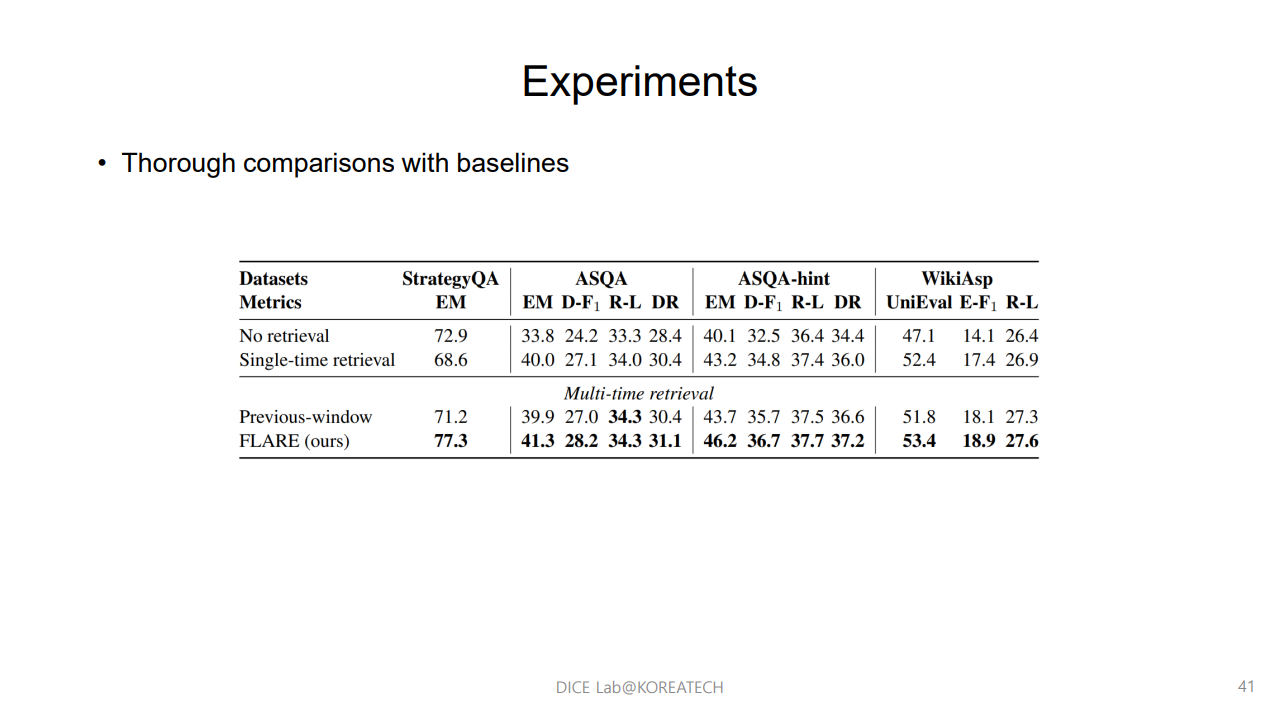 Experiments
• Thorough comparisons with baselines
Datasets StrategyQA ASQA ASQA-hint WikiAsp
Metrics EM EM D-F₁ R-L DR EM D-F₁ R-L DR UniEval E-F₁ R-L
No retrieval 72.9 33.8 24.2 33.3 28.4 40.1 32.5 36.4 34.4 47.1 14.1 26.4
Single-time retrieval 68.6 40.0 27.1 34.0 30.4 43.2 34.8 37.4 36.0 52.4 17.4 26.9
Multi-time retrieval
Previous-window 71.2 39.9 27.0 34.3 30.4 43.7 35.7 37.5 36.6 51.8 18.1 27.3
FLARE (ours) 77.3 41.3 28.2 34.3 31.1 46.2 36.7 37.7 37.2 53.4 18.9 27.6
DICE Lab@KOREATECH
41